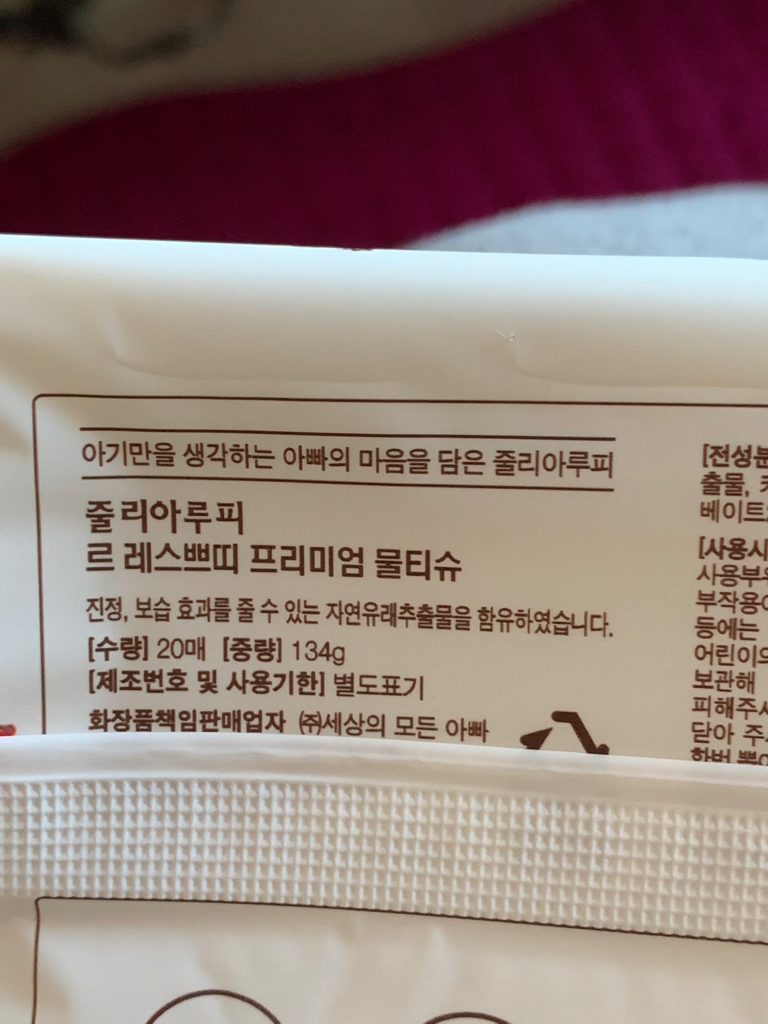 아기만을 생각하는 아빠의 마음을 담은 줄리아루피
줄리아루피
르 레스쁘띠 프리미엄 물티슈
진정, 보습 효과를 줄 수 있는 자연유래추출물을 함유하였습니다.
[수량] 20매 [중량] 134g
[제조번호 및 사용기한] 별도표기
화장품책임판매업자 ㈜세상의 모든 아빠
[전성분
출물,
베이트
[사용시
사용부위
부작용이
등에는
어린이의
보관해
피해주시
닫아 주시
한번